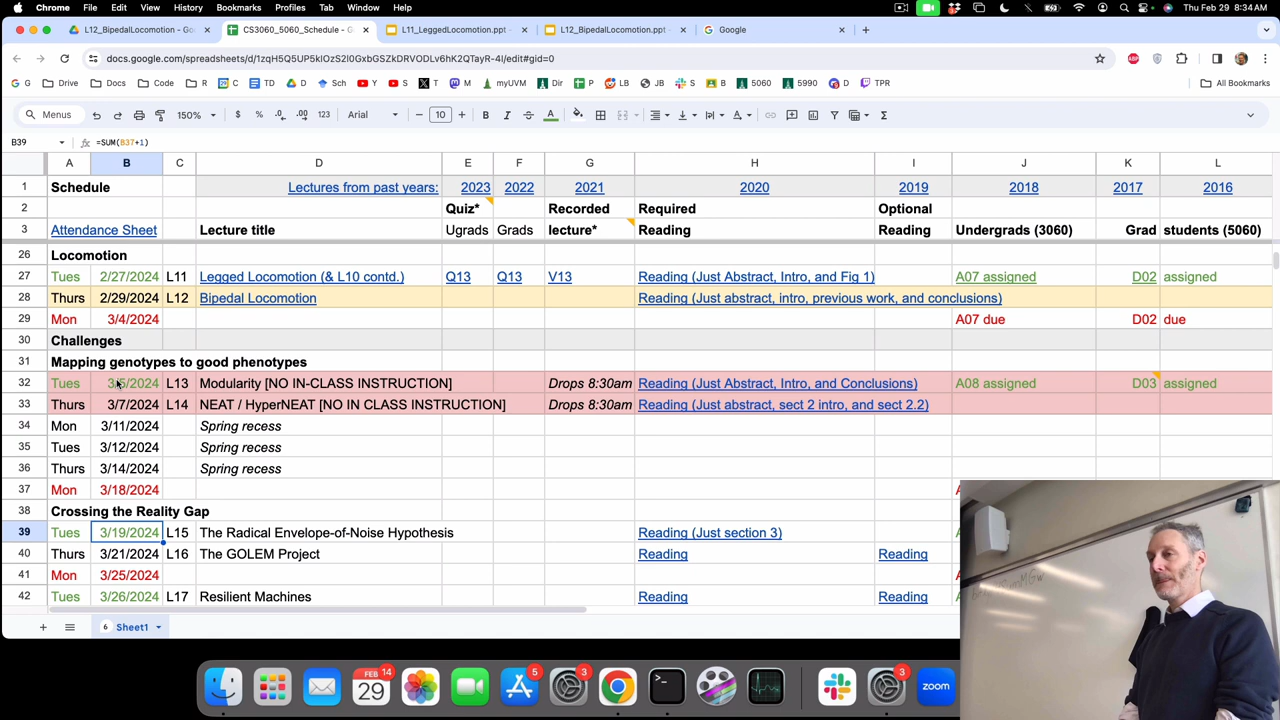 Chrome File Edit View History Bookmarks Profiles Tab Window Help Thu Feb 29 8:34 AM
L12_BipedalLocomotion - Go CS3060_5060_Schedule - G L11_LeggedLocomotion.ppt - L12_BipedalLocomotion.ppt - Google
docs.google.com/spreadsheets/d/1zqH5Q5UP5klOzS2l0GxbGSZkDRVODLv6hK2QTayR-4I/edit#gid=0
G Drive Docs Code C TD D Sch Y S T M myUVM Dir P LB JB S B 5060 5990 D TPR All Bookmarks
Menus 150% $ % .0 .00 123 Arial 10 B I A
B39 fx =SUM(B37+1)
A B C D E F G H I J K L
1 Schedule Lectures from past years: 2023 2022 2021 2020 2019 2018 2017 2016
2 Quiz* Recorded Required Optional
3 Attendance Sheet Lecture title Ugrads Grads lecture* Reading Reading Undergrads (3060) Grad students (5060)
26 Locomotion
27 Tues 2/27/2024 L11 Legged Locomotion (& L10 contd.) Q13 Q13 V13 Reading (Just Abstract, Intro, and Fig 1) A07 assigned D02 assigned
28 Thurs 2/29/2024 L12 Bipedal Locomotion Reading (Just abstract, intro, previous work, and conclusions)
29 Mon 3/4/2024 A07 due D02 due
30 Challenges
31 Mapping genotypes to good phenotypes
32 Tues 3/5/2024 L13 Modularity [NO IN-CLASS INSTRUCTION] Drops 8:30am Reading (Just Abstract, Intro, and Conclusions) A08 assigned D03 assigned
33 Thurs 3/7/2024 L14 NEAT / HyperNEAT [NO IN CLASS INSTRUCTION] Drops 8:30am Reading (Just abstract, sect 2 intro, and sect 2.2)
34 Mon 3/11/2024 Spring recess
35 Tues 3/12/2024 Spring recess
36 Thurs 3/14/2024 Spring recess
37 Mon 3/18/2024
38 Crossing the Reality Gap
39 Tues 3/19/2024 L15 The Radical Envelope-of-Noise Hypothesis Reading (Just section 3)
40 Thurs 3/21/2024 L16 The GOLEM Project Reading Reading
41 Mon 3/25/2024
42 Tues 3/26/2024 L17 Resilient Machines Reading Reading
6 Sheet1
FEB 14 5 3 3
29 zoom